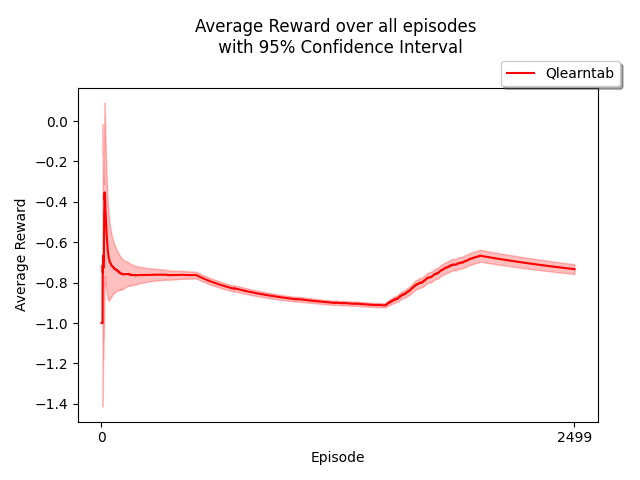 Average Reward over all episodes
with 95% Confidence Interval
Qlearntab
0.0
−0.2
−0.4
−0.6
−0.8
−1.0
−1.2
−1.4
Average Reward
0
2499
Episode